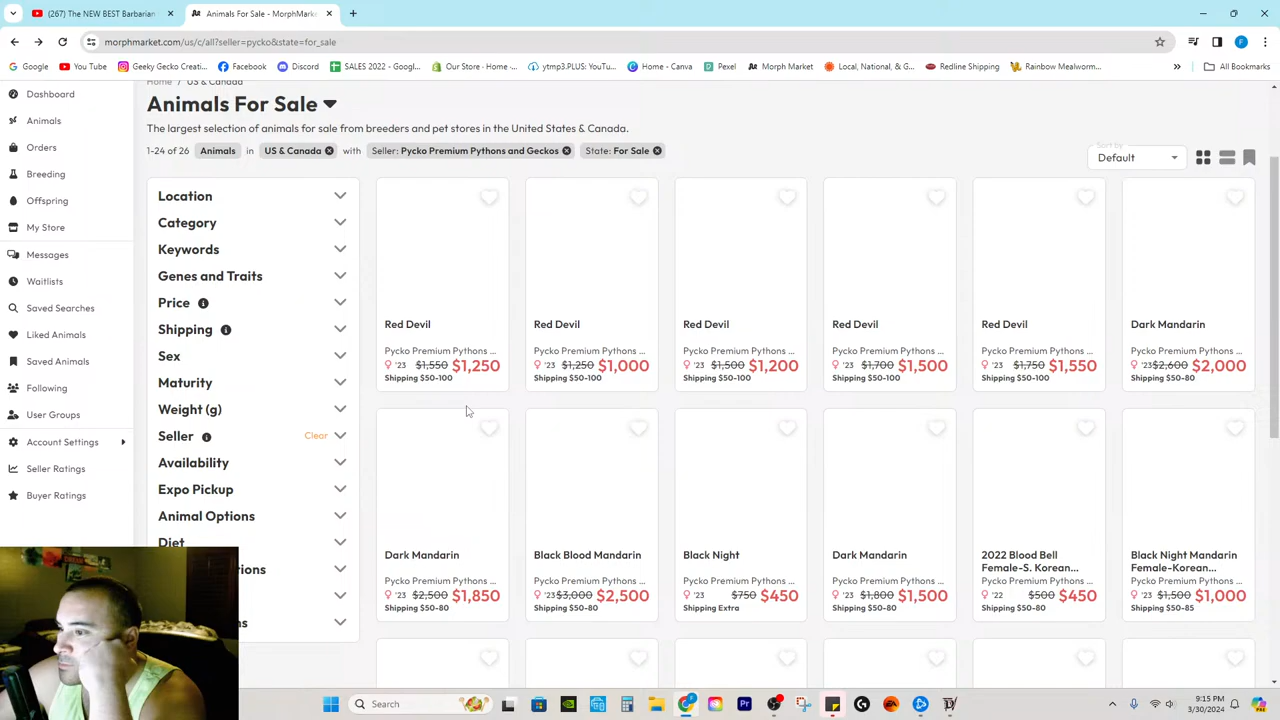 (267) The NEW BEST Barbarian
Animals For Sale - MorphMarke
morphmarket.com/us/c/all?seller=pycko&state=for_sale
Google
You Tube
Geeky Gecko Creati...
Facebook
Discord
SALES 2022 - Googl...
Our Store - Home -...
ytmp3.PLUS: YouTu...
Home - Canva
Pexel
Morph Market
Local, National, & G...
Redline Shipping
Rainbow Mealworm...
All Bookmarks
Home / US & Canada
Dashboard
Animals
Orders
Breeding
Offspring
My Store
Messages
Waitlists
Saved Searches
Liked Animals
Saved Animals
Following
User Groups
Account Settings
Seller Ratings
Buyer Ratings
Animals For Sale
The largest selection of animals for sale from breeders and pet stores in the United States & Canada.
1-24 of 26 Animals in US & Canada with Seller: Pycko Premium Pythons and Geckos State: For Sale
Sort by
Default
Location
Category
Keywords
Genes and Traits
Price
Shipping
Sex
Maturity
Weight (g)
Seller Clear
Availability
Expo Pickup
Animal Options
Diet
Red Devil
Pycko Premium Pythons ...
♀ '23 $1,550 $1,250
Shipping $50-100
Red Devil
Pycko Premium Pythons ...
♀ '23 $1,250 $1,000
Shipping $50-100
Red Devil
Pycko Premium Pythons ...
♀ '23 $1,500 $1,200
Shipping $50-100
Red Devil
Pycko Premium Pythons ...
♀ '23 $1,700 $1,500
Shipping $50-100
Red Devil
Pycko Premium Pythons ...
♀ '23 $1,750 $1,550
Shipping $50-100
Dark Mandarin
Pycko Premium Pythons ...
♀ '23 $2,600 $2,000
Shipping $50-80
Dark Mandarin
Pycko Premium Pythons ...
♀ '23 $2,500 $1,850
Shipping $50-80
Black Blood Mandarin
Pycko Premium Pythons ...
♀ '23 $3,000 $2,500
Shipping $50-80
Black Night
Pycko Premium Pythons ...
♀ '23 $750 $450
Shipping Extra
Dark Mandarin
Pycko Premium Pythons ...
♀ '23 $1,800 $1,500
Shipping $50-80
2022 Blood Bell
Female-S. Korean...
Pycko Premium Pythons ...
♀ '22 $500 $450
Shipping $50-80
Black Night Mandarin
Female-Korean...
Pycko Premium Pythons ...
♀ '23 $1,500 $1,000
Shipping $50-85
Search
9:15 PM
3/30/2024